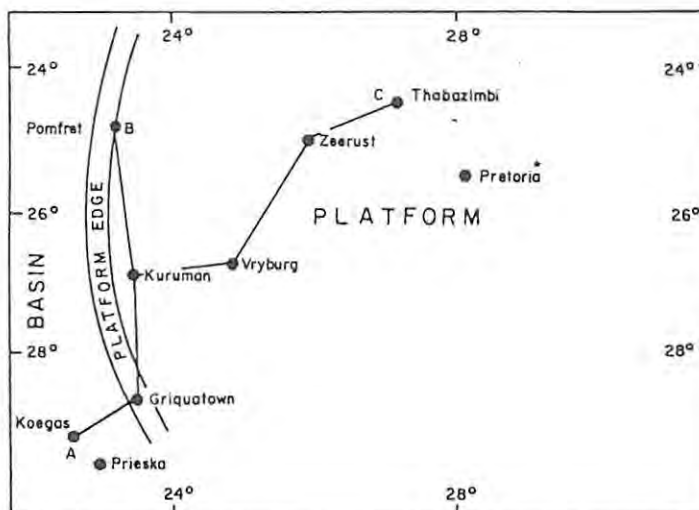 24°
28°
24°
24°
C Thabazimbi
Pomfret B
Zeerust
Pretoria*
26°
PLATFORM
26°
BASIN
PLATFORM EDGE
Kuruman
Vryburg
28°
28°
Griquatown
Koegas
A
Prieska
24°
28°